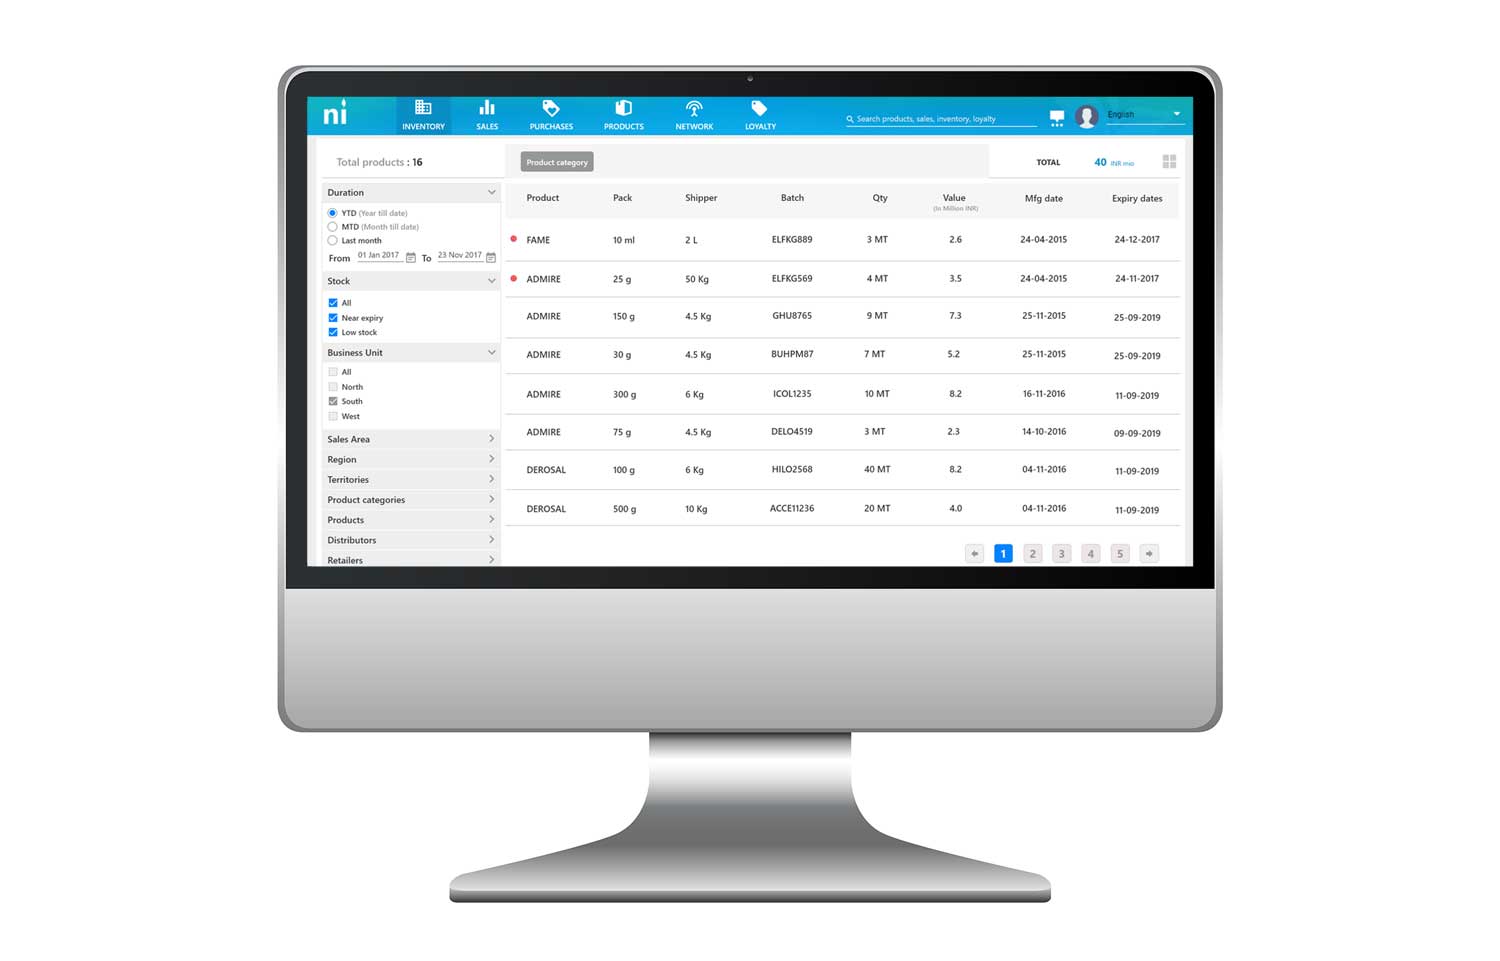 ni
INVENTORY SALES PURCHASES PRODUCTS NETWORK LOYALTY
Search products, sales, inventory, loyalty
English
Total products : 16
Product category
TOTAL 40 INR mio
Duration
YTD (Year till date)
MTD (Month till date)
Last month
From 01 Jan 2017 To 23 Nov 2017
Stock
All
Near expiry
Low stock
Business Unit
All
North
South
West
Sales Area
Region
Territories
Product categories
Products
Distributors
Retailers
Product Pack Shipper Batch Qty Value Mfg date Expiry dates
(In Million INR)
FAME 10 ml 2 L ELFKG889 3 MT 2.6 24-04-2015 24-12-2017
ADMIRE 25 g 50 Kg ELFKG569 4 MT 3.5 24-04-2015 24-11-2017
ADMIRE 150 g 4.5 Kg GHU8765 9 MT 7.3 25-11-2015 25-09-2019
ADMIRE 30 g 4.5 Kg BUHPM87 7 MT 5.2 25-11-2015 25-09-2019
ADMIRE 300 g 6 Kg ICOL1235 10 MT 8.2 16-11-2016 11-09-2019
ADMIRE 75 g 4.5 Kg DELO4519 3 MT 2.3 14-10-2016 09-09-2019
DEROSAL 100 g 6 Kg HILO2568 40 MT 8.2 04-11-2016 11-09-2019
DEROSAL 500 g 10 Kg ACCE11236 20 MT 4.0 04-11-2016 11-09-2019
1 2 3 4 5